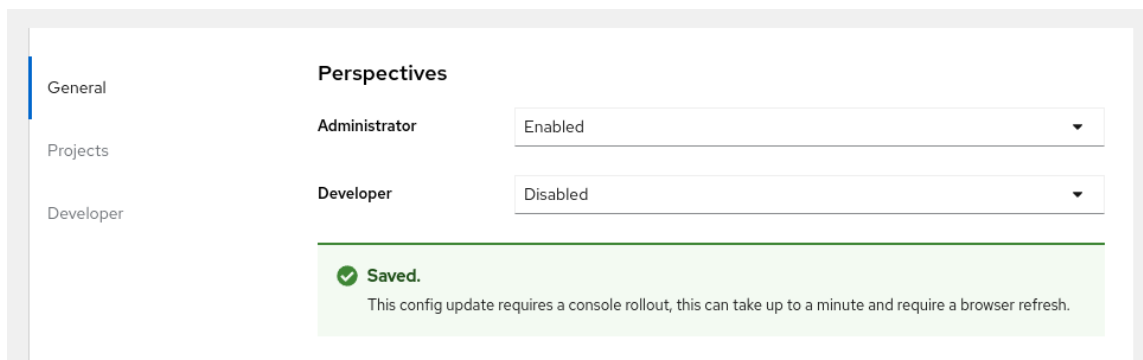 General
Projects
Developer
Perspectives
Administrator
Enabled
Developer
Disabled
Saved.
This config update requires a console rollout, this can take up to a minute and require a browser refresh.